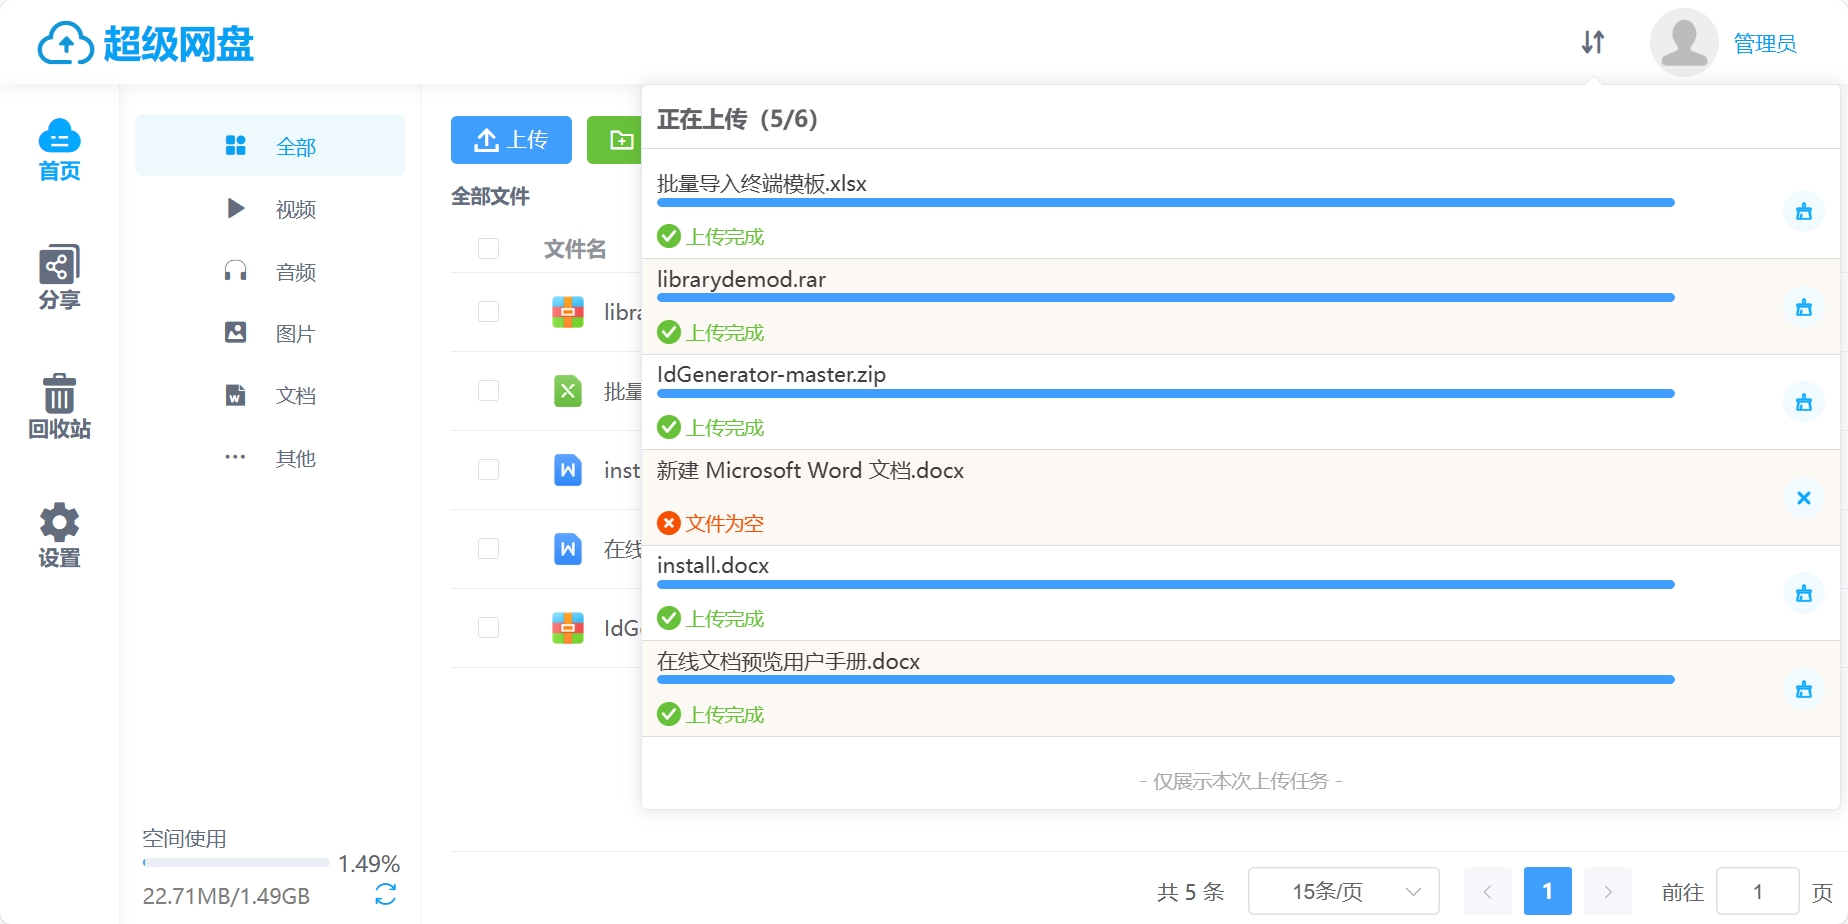 超级网盘
管理员
首页
分享
回收站
设置
全部
视频
音频
图片
文档
其他
空间使用
1.49%
22.71MB/1.49GB
上传
全部文件
文件名
libra
批量
inst
在线
IdG
正在上传（5/6）
批量导入终端模板.xlsx
上传完成
librarydemod.rar
上传完成
IdGenerator-master.zip
上传完成
新建 Microsoft Word 文档.docx
文件为空
install.docx
上传完成
在线文档预览用户手册.docx
上传完成
- 仅展示本次上传任务 -
共 5 条
15条/页
1
前往
1
页